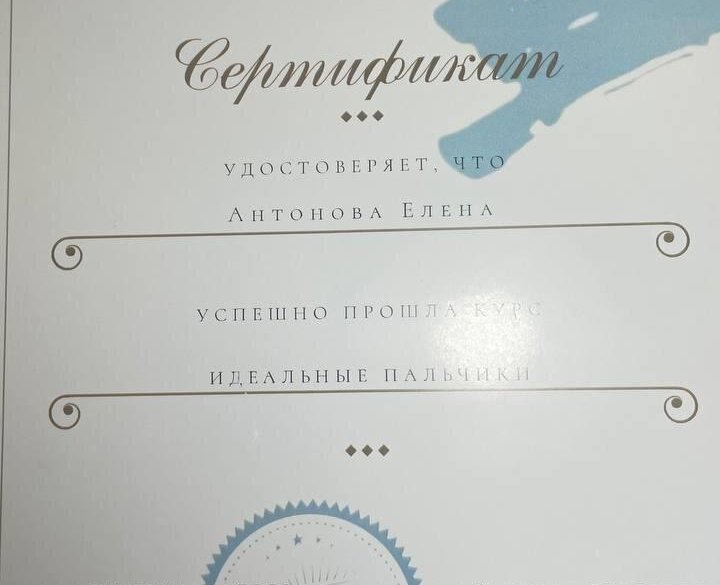 Сертификат
УДОСТОВЕРЯЕТ, ЧТО
Антонова Елена
УСПЕШНО ПРОШЛА КУРС
ИДЕАЛЬНЫЕ ПАЛЬЧИКИ